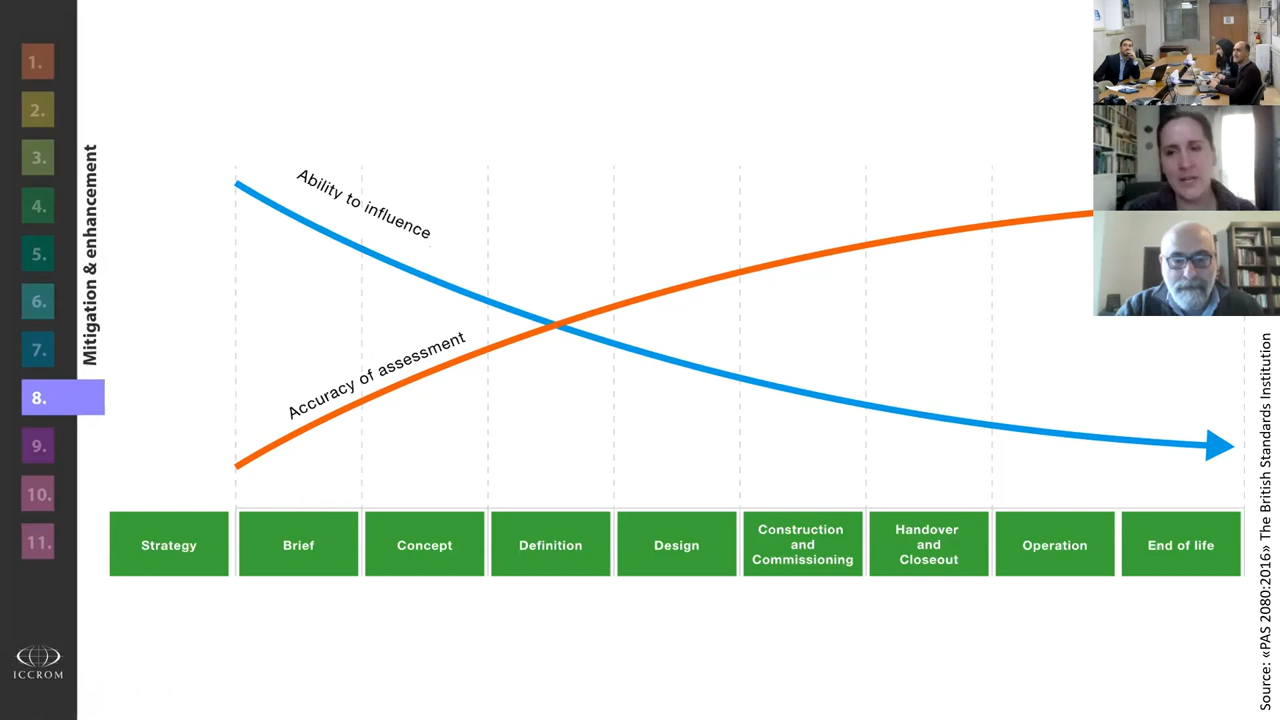 1.
2.
3.
4.
5.
6.
7.
8.
9.
10.
11.
Mitigation & enhancement
ICCROM
Ability to influence
Accuracy of assessment
Strategy
Brief
Concept
Definition
Design
Construction
and
Commissioning
Handover
and
Closeout
Operation
End of life
Source: «PAS 2080:2016» The British Standards Institution